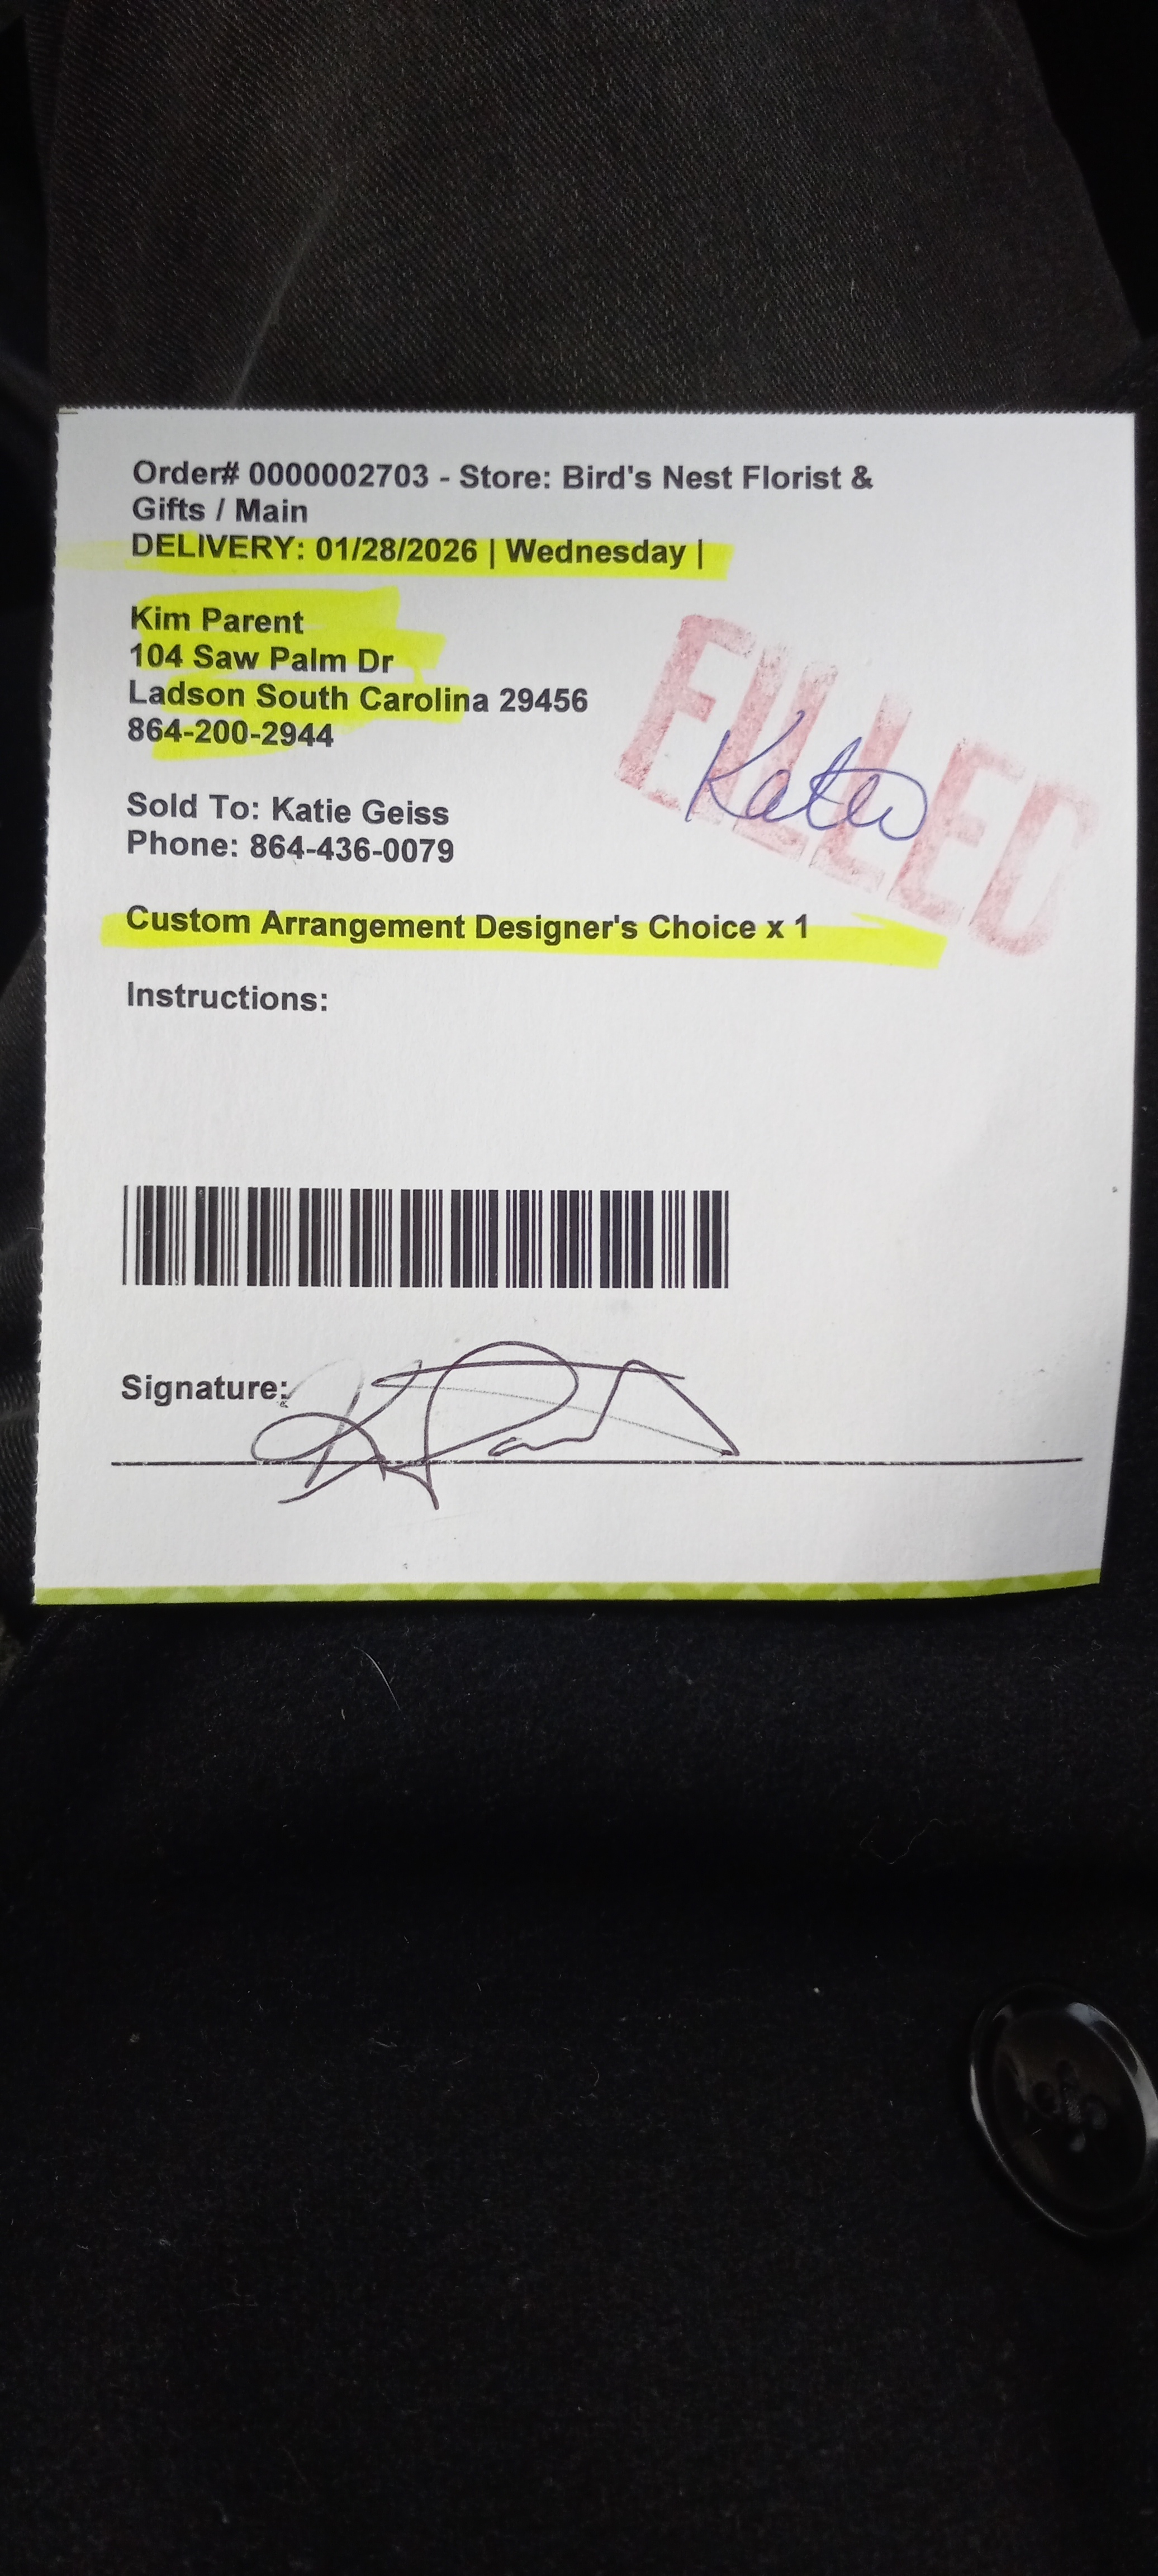 Order# 0000002703 - Store: Bird's Nest Florist &
Gifts / Main
DELIVERY: 01/28/2026 | Wednesday |
Kim Parent
104 Saw Palm Dr
Ladson South Carolina 29456
864-200-2944
FILLED
Sold To: Katie Geiss
Phone: 864-436-0079
Custom Arrangement Designer's Choice x 1
Instructions:
Signature: